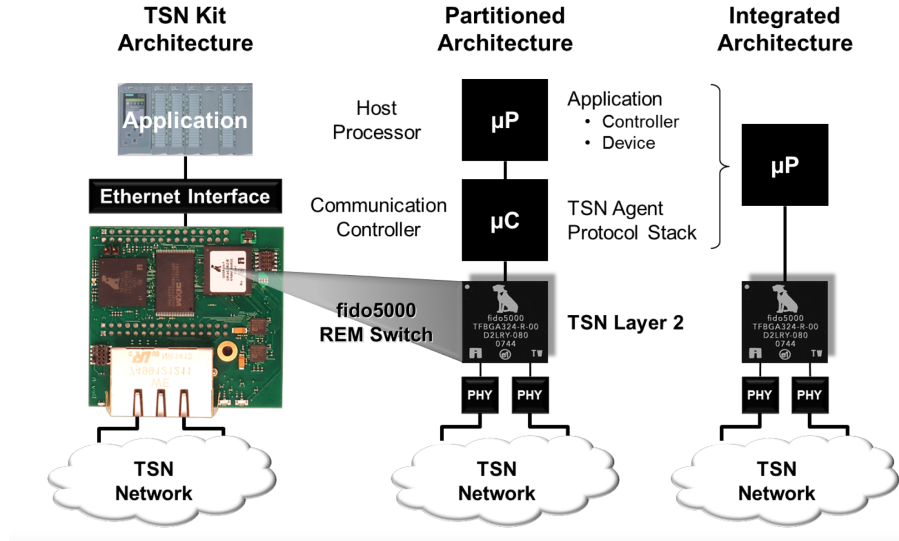 TSN Kit
Architecture
Partitioned
Architecture
Integrated
Architecture
Application
Ethernet Interface
TSN
Network
Host
Processor
Communication
Controller
fido5000
REM Switch
µP
µC
Application
• Controller
• Device
TSN Agent
Protocol Stack
fido5000
TFBGA324-R-00
D2LRY-080
0744
TW
TSN Layer 2
PHY
PHY
TSN
Network
µP
fido5000
TFBGA324-R-00
D2LRY-080
0744
TW
PHY
PHY
TSN
Network